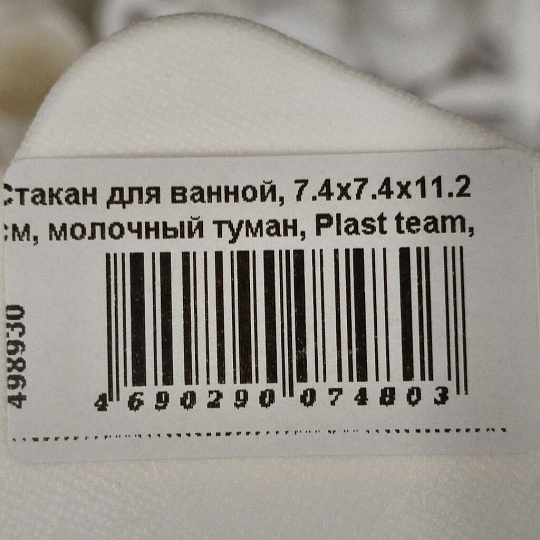 Стакан для ванной, 7.4x7.4x11.2
см, молочный туман, Plast team,
498930
4 690290 074803